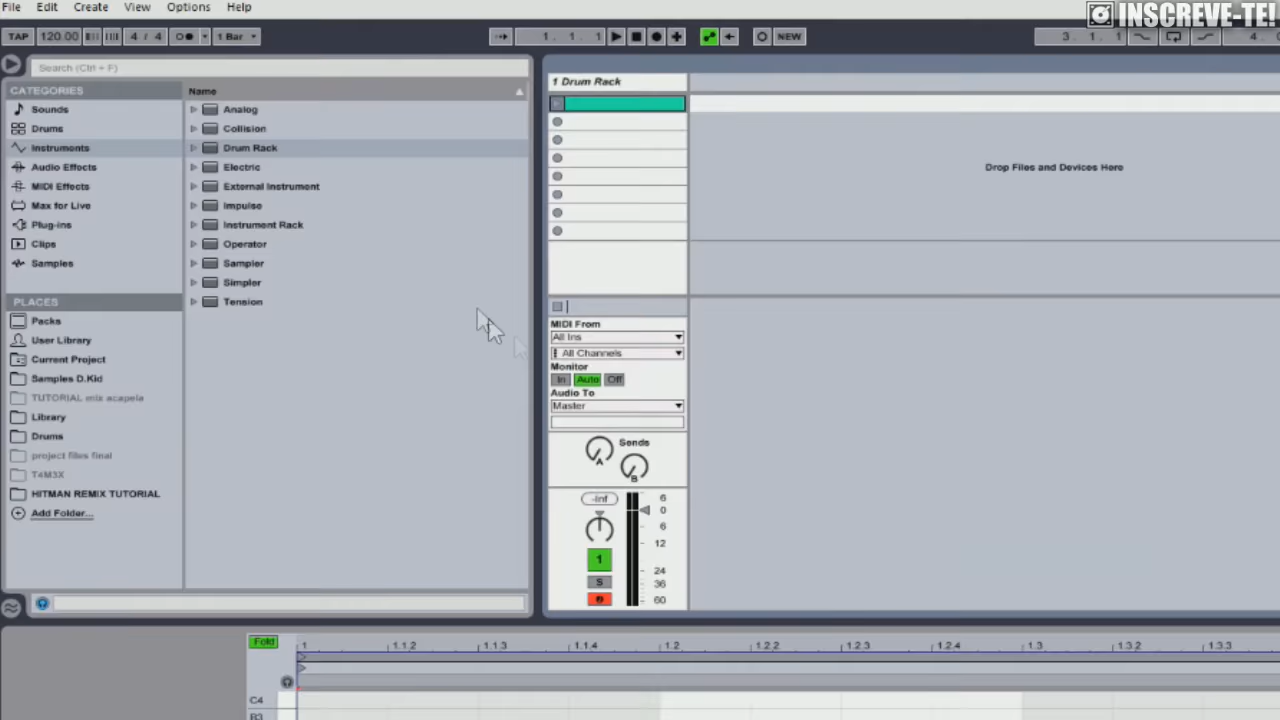 File Edit Create View Options Help
INSCREVE-TE!
TAP 120.00 4 / 4 1 Bar 1. 1. 1 NEW 3. 1. 1 4.
Search (Ctrl + F)
CATEGORIES
Sounds
Drums
Instruments
Audio Effects
MIDI Effects
Max for Live
Plug-ins
Clips
Samples
PLACES
Packs
User Library
Current Project
Samples D.Kid
TUTORIAL mix acapela
Library
Drums
project files final
T4M3X
HITMAN REMIX TUTORIAL
Add Folder...
Name
Analog
Collision
Drum Rack
Electric
External Instrument
Impulse
Instrument Rack
Operator
Sampler
Simpler
Tension
1 Drum Rack
Drop Files and Devices Here
MIDI From
All Ins
All Channels
Monitor
In Auto Off
Audio To
Master
Sends
A
B
-Inf
6
0
6
12
24
36
60
1
S
Fold
1 1.1.2 1.1.3 1.1.4 1.2 1.2.2 1.2.3 1.2.4 1.3 1.3.2 1.3.3
C4
B3